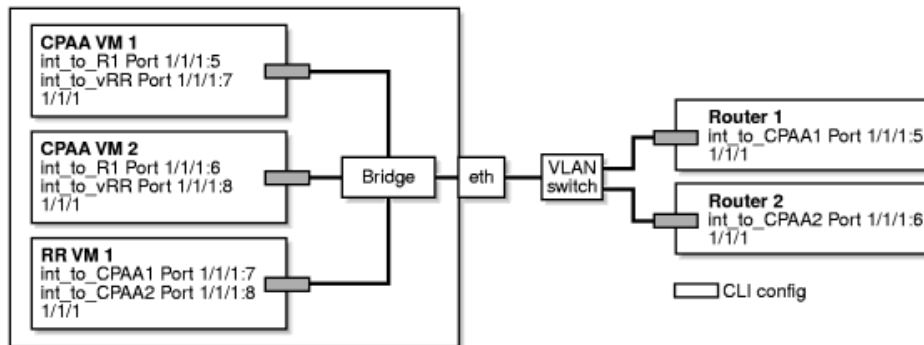 CPAA VM 1
int_to_R1 Port 1/1/1:5
int_to_vRR Port 1/1/1:7
1/1/1
CPAA VM 2
int_to_R1 Port 1/1/1:6
int_to_vRR Port 1/1/1:8
1/1/1
RR VM 1
int_to_CPAA1 Port 1/1/1:7
int_to_CPAA2 Port 1/1/1:8
1/1/1
Bridge
eth
VLAN
switch
Router 1
int_to_CPAA1 Port 1/1/1:5
1/1/1
Router 2
int_to_CPAA2 Port 1/1/1:6
1/1/1
CLI config